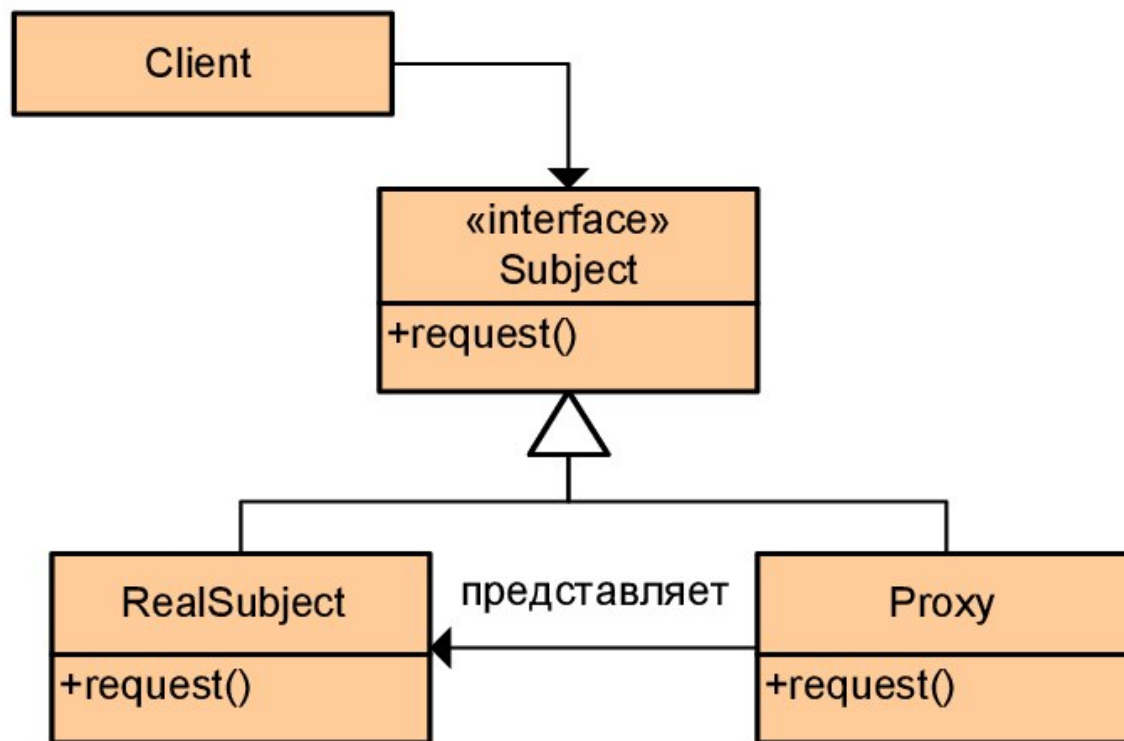 Client
«interface»
Subject
+request()
представляет
RealSubject
Proxy
+request()
+request()